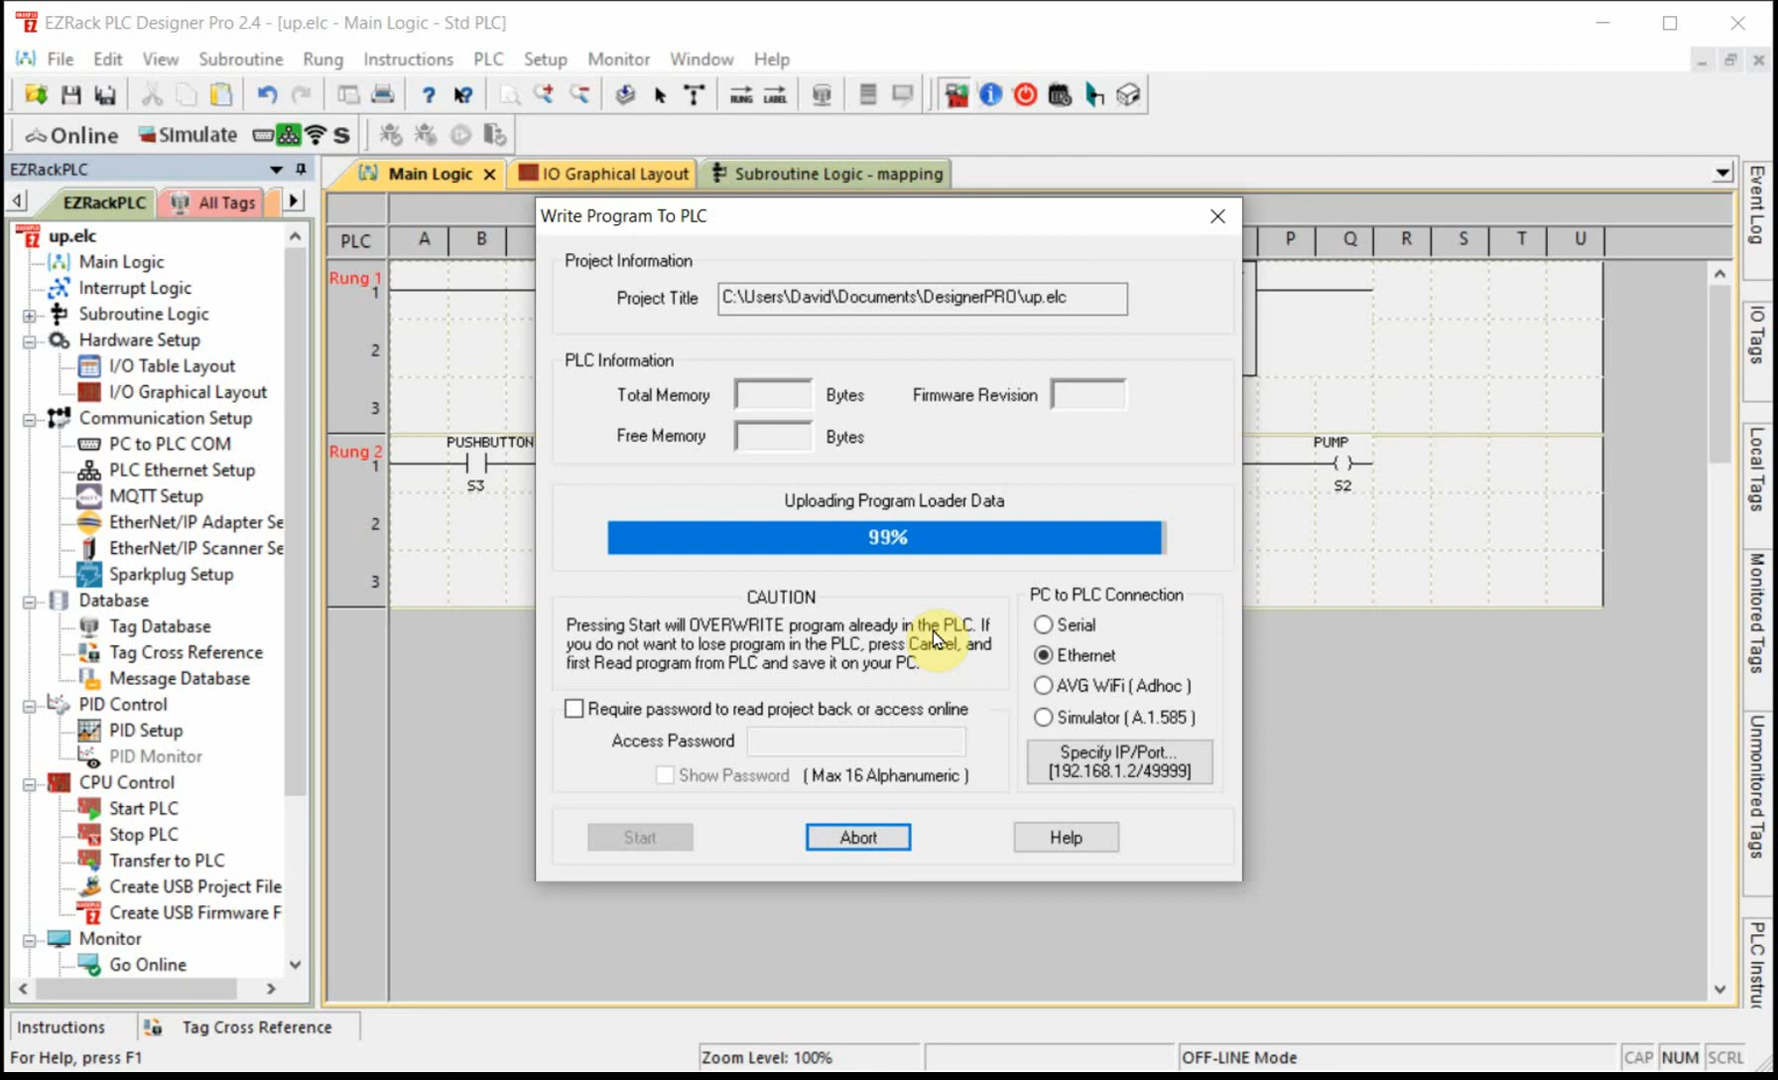 EZRack PLC Designer Pro 2.4 - [up.elc - Main Logic - Std PLC]
File Edit View Subroutine Rung Instructions PLC Setup Monitor Window Help
RUNG LABEL
Online Simulate S
EZRackPLC
Main Logic IO Graphical Layout Subroutine Logic - mapping
EZRackPLC All Tags
up.elc
Main Logic
Interrupt Logic
Subroutine Logic
Hardware Setup
I/O Table Layout
I/O Graphical Layout
Communication Setup
PC to PLC COM
PLC Ethernet Setup
MQTT Setup
EtherNet/IP Adapter Se
EtherNet/IP Scanner Se
Sparkplug Setup
Database
Tag Database
Tag Cross Reference
Message Database
PID Control
PID Setup
PID Monitor
CPU Control
Start PLC
Stop PLC
Transfer to PLC
Create USB Project File
Create USB Firmware F
Monitor
Go Online
PLC A B P Q R S T U
Rung 1
1
2
3
Rung 2
1
2
3
PUSHBUTTON
S3
PUMP
S2
Write Program To PLC
Project Information
Project Title C:\Users\David\Documents\DesignerPRO\up.elc
PLC Information
Total Memory Bytes Firmware Revision
Free Memory Bytes
Uploading Program Loader Data
99%
CAUTION
Pressing Start will OVERWRITE program already in the PLC. If
you do not want to lose program in the PLC, press Cancel, and
first Read program from PLC and save it on your PC.
Require password to read project back or access online
Access Password
Show Password ( Max 16 Alphanumeric )
PC to PLC Connection
Serial
Ethernet
AVG WiFi ( Adhoc )
Simulator ( A.1.585 )
Specify IP/Port...
[192.168.1.2/49999]
Start Abort Help
Event Log
IO Tags
Local Tags
Monitored Tags
Unmonitored Tags
PLC Instruc
Instructions Tag Cross Reference
For Help, press F1 Zoom Level: 100% OFF-LINE Mode CAP NUM SCRL